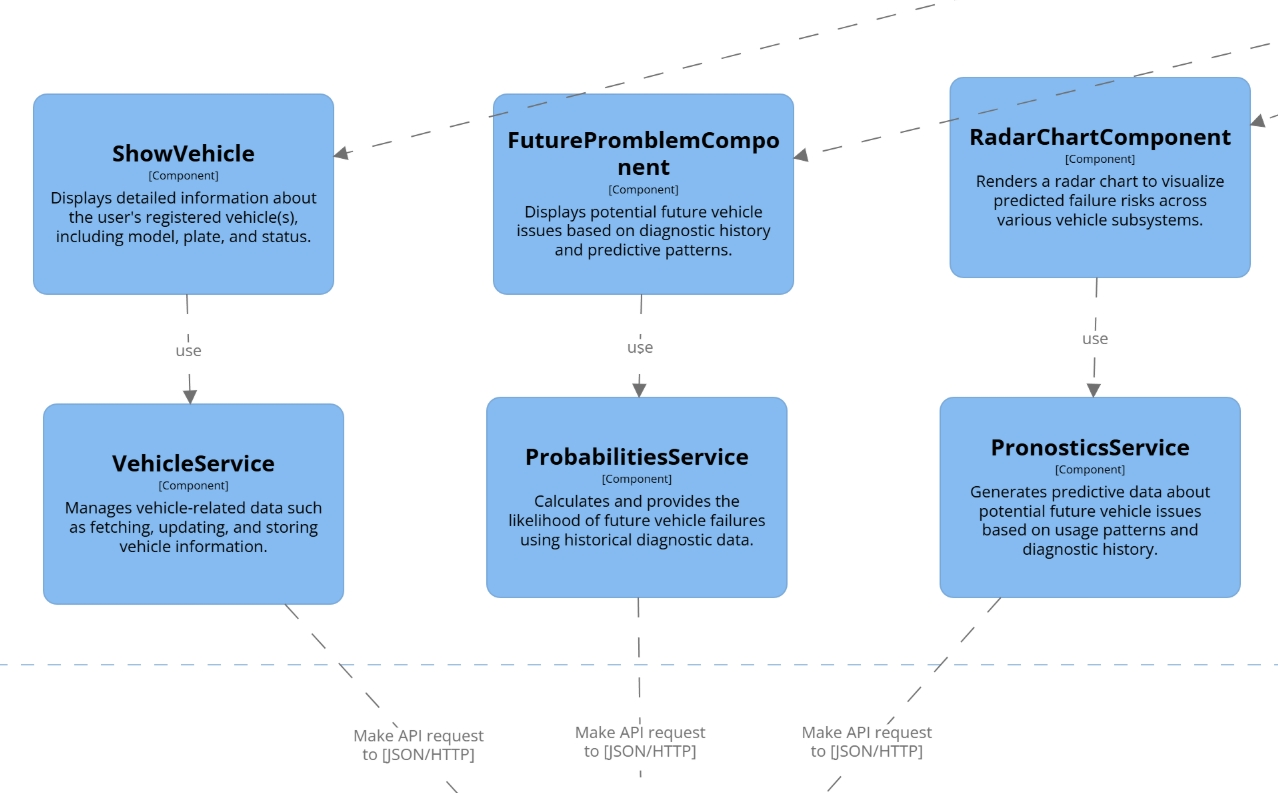 ShowVehicle
[Component]
Displays detailed information about
the user's registered vehicle(s),
including model, plate, and status.
FuturePromblemCompo
nent
[Component]
Displays potential future vehicle
issues based on diagnostic history
and predictive patterns.
RadarChartComponent
[Component]
Renders a radar chart to visualize
predicted failure risks across
various vehicle subsystems.
use
use
use
VehicleService
[Component]
Manages vehicle-related data such
as fetching, updating, and storing
vehicle information.
ProbabilitiesService
[Component]
Calculates and provides the
likelihood of future vehicle failures
using historical diagnostic data.
PronosticsService
[Component]
Generates predictive data about
potential future vehicle issues
based on usage patterns and
diagnostic history.
Make API request
to [JSON/HTTP]
Make API request
to [JSON/HTTP]
Make API request
to [JSON/HTTP]